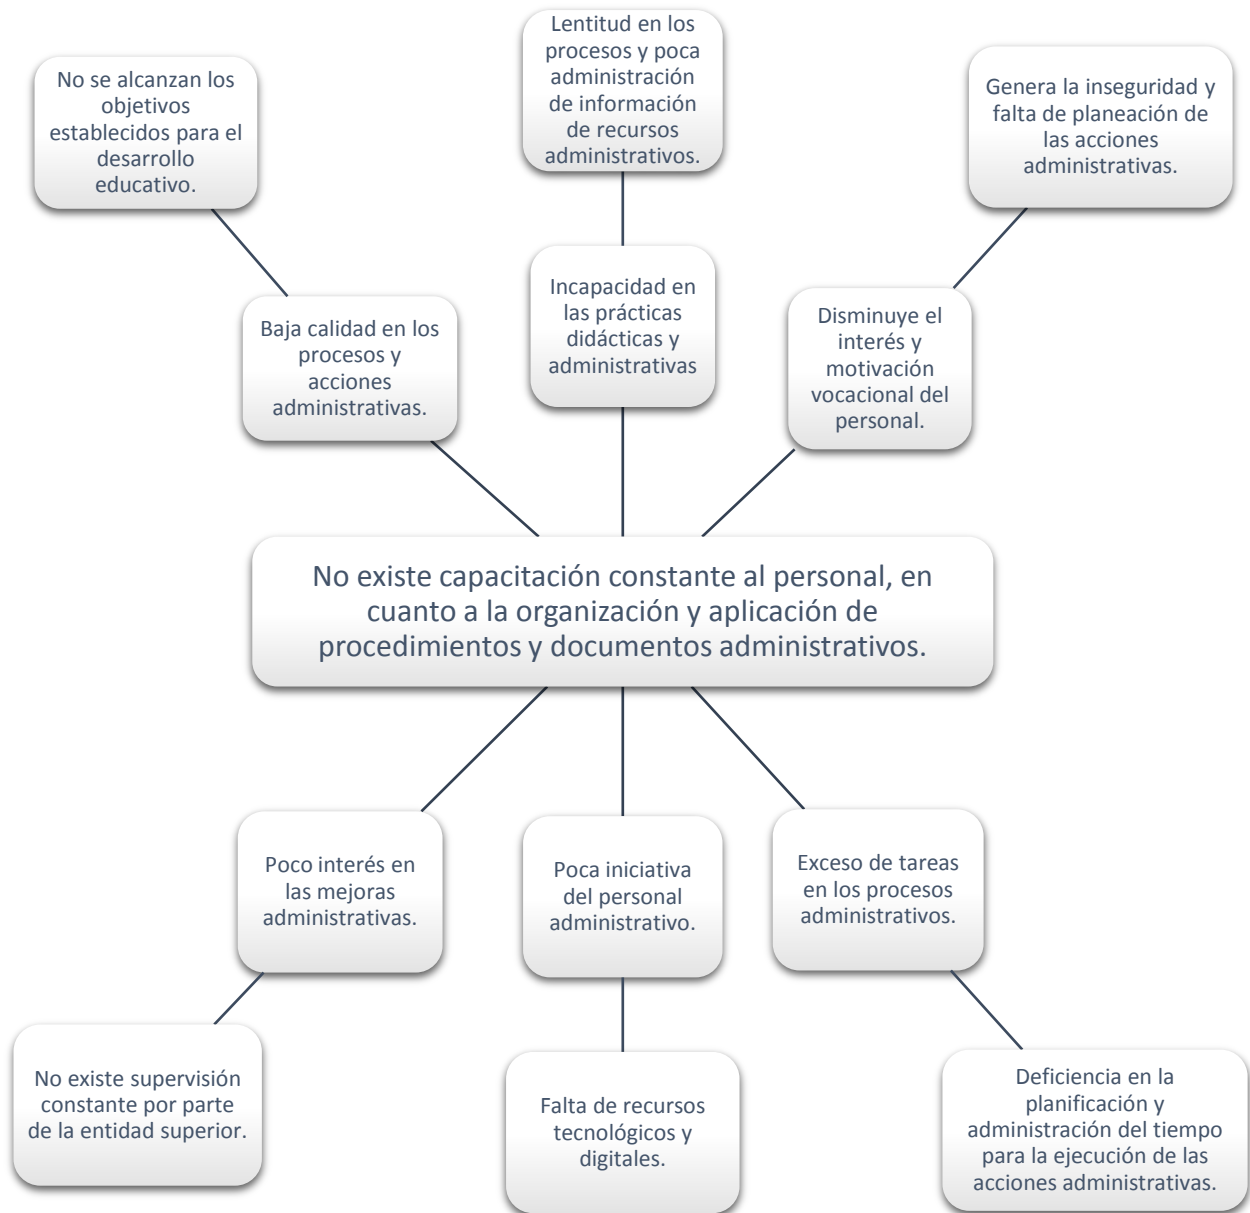 No se alcanzan los
objetivos
establecidos para el
desarrollo
educativo.
Lentitud en los
procesos y poca
administración
de información
de recursos
administrativos.
Genera la inseguridad y
falta de planeación de
las acciones
administrativas.
Baja calidad en los
procesos y
acciones
administrativas.
Incapacidad en
las prácticas
didácticas y
administrativas
Disminuye el
interés y
motivación
vocacional del
personal.
No existe capacitación constante al personal, en
cuanto a la organización y aplicación de
procedimientos y documentos administrativos.
Poco interés en
las mejoras
administrativas.
Poca iniciativa
del personal
administrativo.
Exceso de tareas
en los procesos
administrativos.
No existe supervisión
constante por parte
de la entidad superior.
Falta de recursos
tecnológicos y
digitales.
Deficiencia en la
planificación y
administración del tiempo
para la ejecución de las
acciones administrativas.